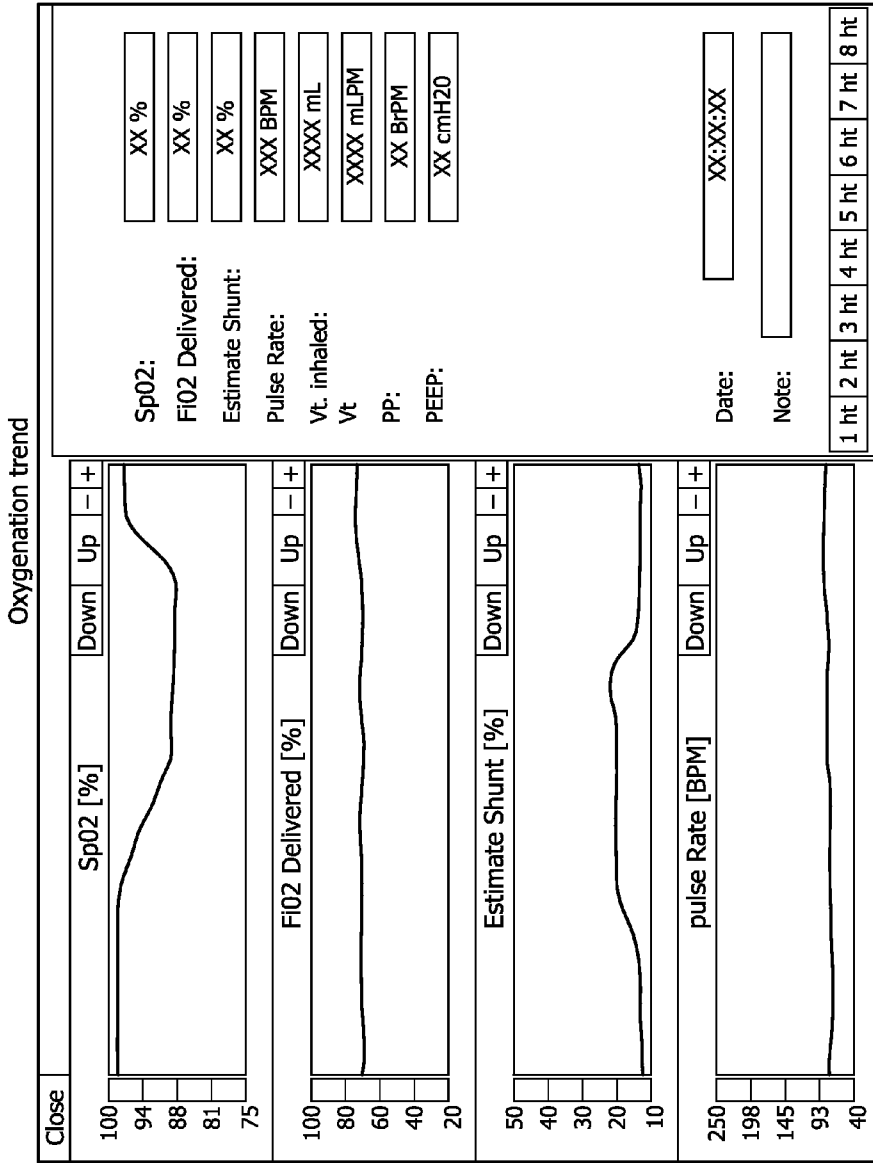 Oxygenation trend
Close
Sp02 [%]
Down
Up
−
+
100
94
88
81
75
Fi02 Delivered [%]
Down
Up
−
+
100
80
60
40
20
Estimate Shunt [%]
Down
Up
−
+
50
40
30
20
10
pulse Rate [BPM]
Down
Up
−
+
250
198
145
93
40
Sp02: XX %
Fi02 Delivered: XX %
Estimate Shunt: XX %
Pulse Rate: XXX BPM
Vt. inhaled: XXXX mL
Vt XXXX mLPM
PP: XX BrPM
PEEP: XX cmH20
Date: XX:XX:XX
Note:
1 ht 2 ht 3 ht 4 ht 5 ht 6 ht 7 ht 8 ht